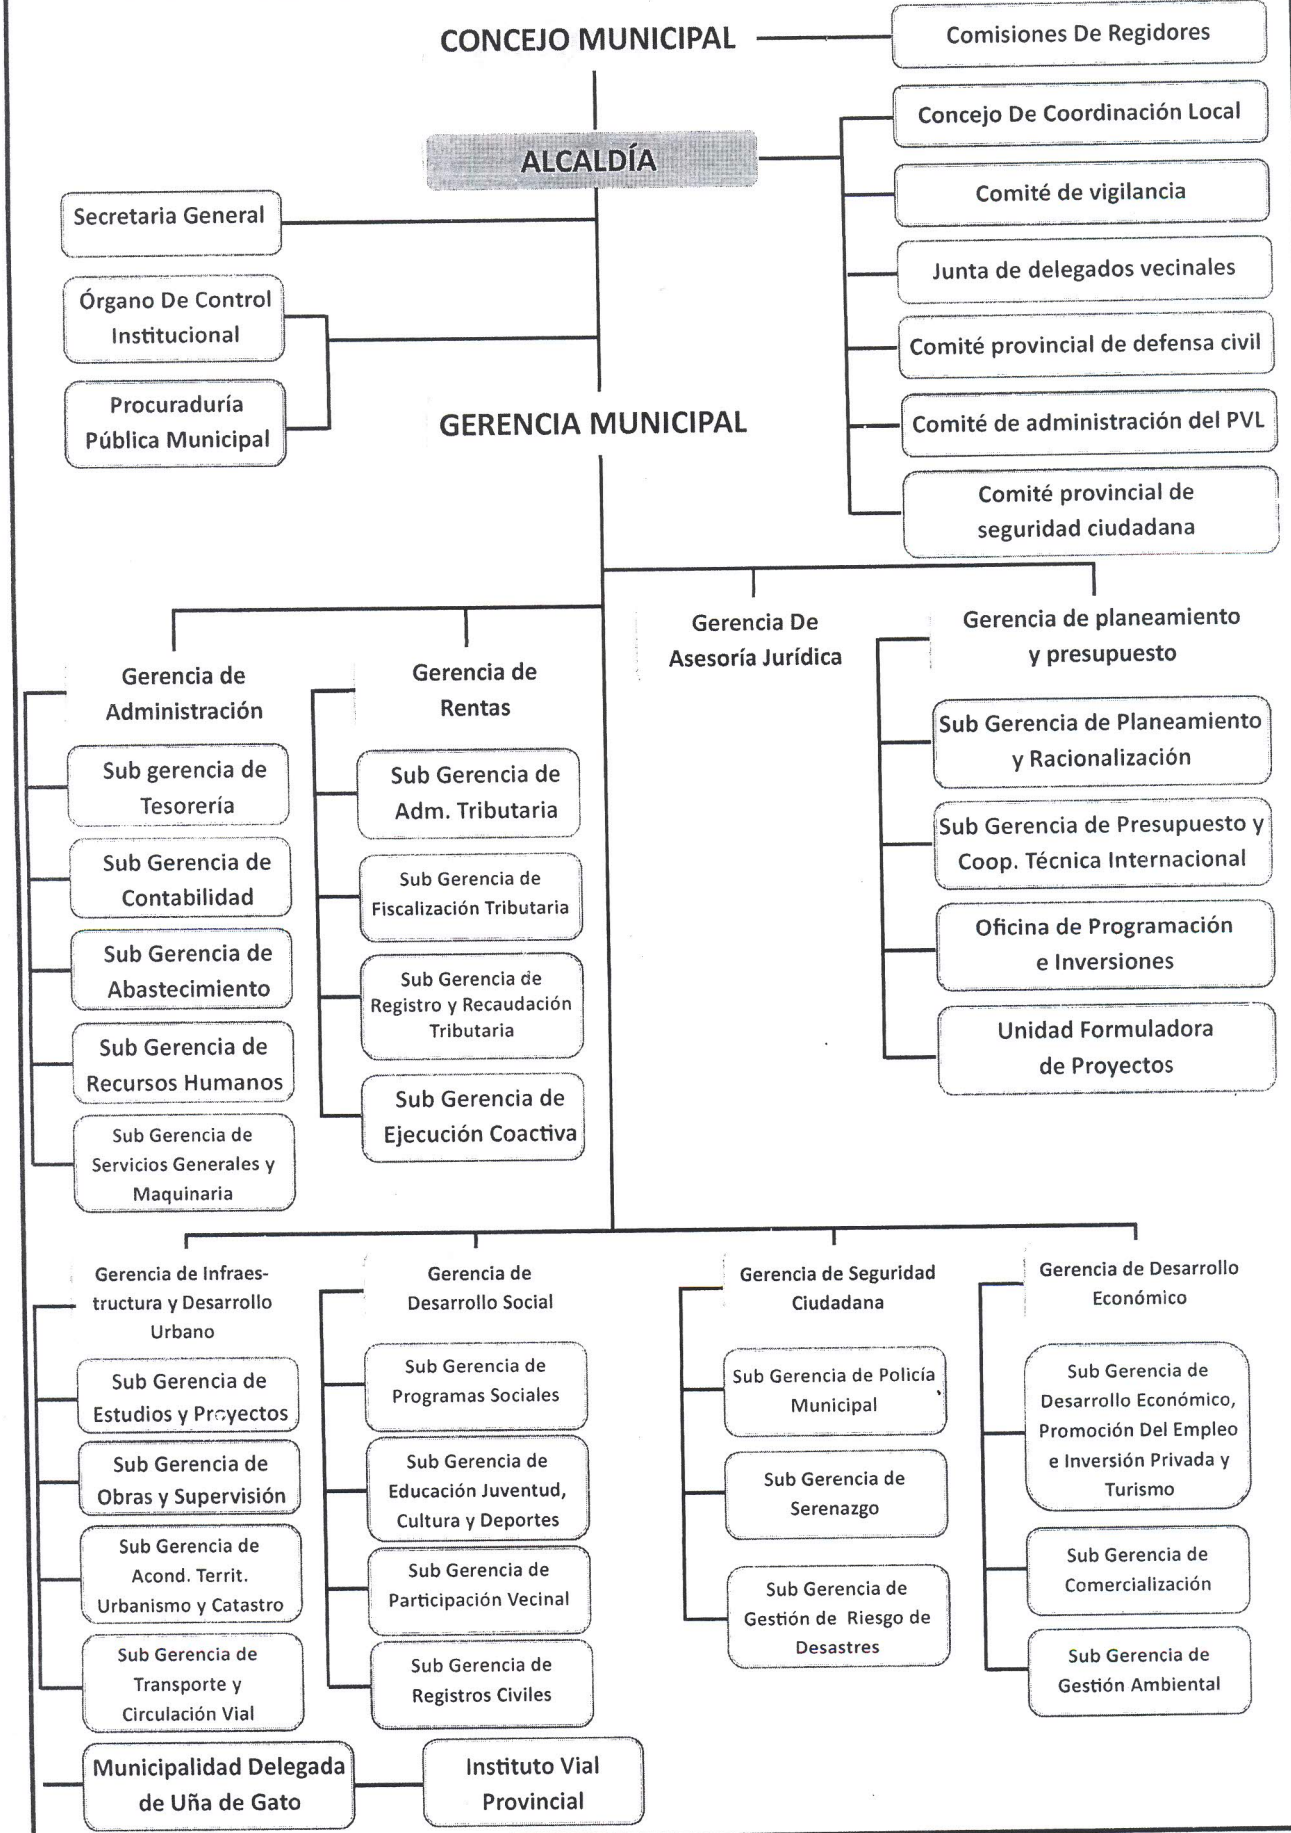 CONCEJO MUNICIPAL
Comisiones De Regidores
ALCALDÍA
Concejo De Coordinación Local
Comité de vigilancia
Junta de delegados vecinales
Comité provincial de defensa civil
Comité de administración del PVL
Comité provincial de
seguridad ciudadana
Secretaria General
Órgano De Control
Institucional
Procuraduría
Pública Municipal
GERENCIA MUNICIPAL
Gerencia De
Asesoría Jurídica
Gerencia de planeamiento
y presupuesto
Sub Gerencia de Planeamiento
y Racionalización
Sub Gerencia de Presupuesto y
Coop. Técnica Internacional
Oficina de Programación
e Inversiones
Unidad Formuladora
de Proyectos
Gerencia de
Administración
Sub gerencia de
Tesorería
Sub Gerencia de
Contabilidad
Sub Gerencia de
Abastecimiento
Sub Gerencia de
Recursos Humanos
Sub Gerencia de
Servicios Generales y
Maquinaria
Gerencia de
Rentas
Sub Gerencia de
Adm. Tributaria
Sub Gerencia de
Fiscalización Tributaria
Sub Gerencia de
Registro y Recaudación
Tributaria
Sub Gerencia de
Ejecución Coactiva
Gerencia de Infraes-
tructura y Desarrollo
Urbano
Sub Gerencia de
Estudios y Proyectos
Sub Gerencia de
Obras y Supervisión
Sub Gerencia de
Acond. Territ.
Urbanismo y Catastro
Sub Gerencia de
Transporte y
Circulación Vial
Gerencia de
Desarrollo Social
Sub Gerencia de
Programas Sociales
Sub Gerencia de
Educación Juventud,
Cultura y Deportes
Sub Gerencia de
Participación Vecinal
Sub Gerencia de
Registros Civiles
Gerencia de Seguridad
Ciudadana
Sub Gerencia de Policía
Municipal
Sub Gerencia de
Serenazgo
Sub Gerencia de
Gestión de Riesgo de
Desastres
Gerencia de Desarrollo
Económico
Sub Gerencia de
Desarrollo Económico,
Promoción Del Empleo
e Inversión Privada y
Turismo
Sub Gerencia de
Comercialización
Sub Gerencia de
Gestión Ambiental
Municipalidad Delegada
de Uña de Gato
Instituto Vial
Provincial